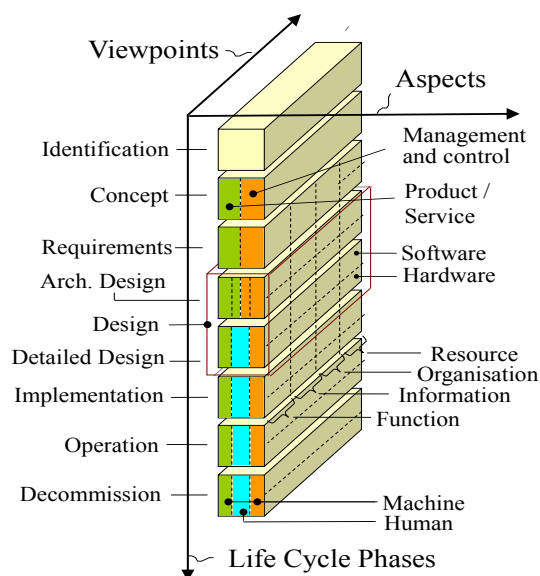 Viewpoints
Aspects
Identification
Management
and control
Concept
Product /
Service
Requirements
Software
Arch. Design
Hardware
Design
Detailed Design
Resource
Organisation
Implementation
Information
Function
Operation
Decommission
Machine
Human
Life Cycle Phases